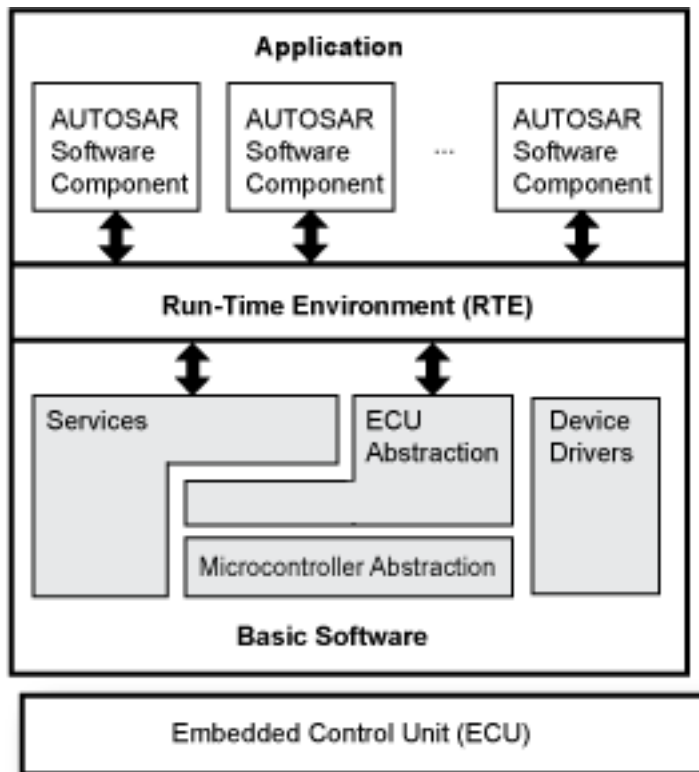 Application
AUTOSAR
Software
Component
AUTOSAR
Software
Component
...
AUTOSAR
Software
Component
Run-Time Environment (RTE)
Services
ECU
Abstraction
Device
Drivers
Microcontroller Abstraction
Basic Software
Embedded Control Unit (ECU)